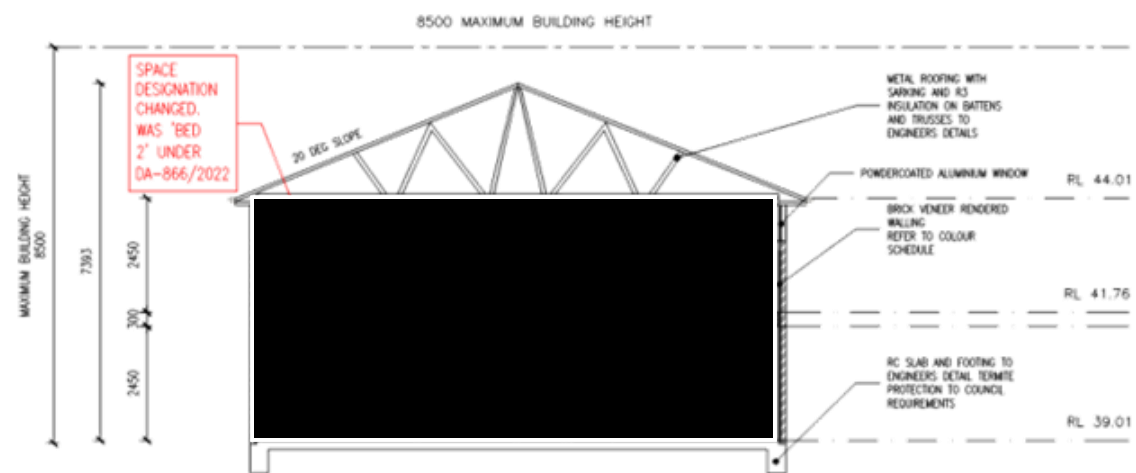 8500 MAXIMUM BUILDING HEIGHT
SPACE
DESIGNATION
CHANGED.
WAS 'BED
2' UNDER
DA-866/2022
20 DEG SLOPE
METAL ROOFING WITH
SARKING AND R3
INSULATION ON BATTENS
AND TRUSSES TO
ENGINEERS DETAILS
POWDERCOATED ALUMINIUM WINDOW
RL 44.01
BRICK VENEER RENDERED
WALLING
REFER TO COLOUR
SCHEDULE
MAXIMUM BUILDING HEIGHT
8500
7393
2450
300
2450
RL 41.76
RC SLAB AND FOOTING TO
ENGINEERS DETAIL TERMITE
PROTECTION TO COUNCIL
REQUIREMENTS
RL 39.01